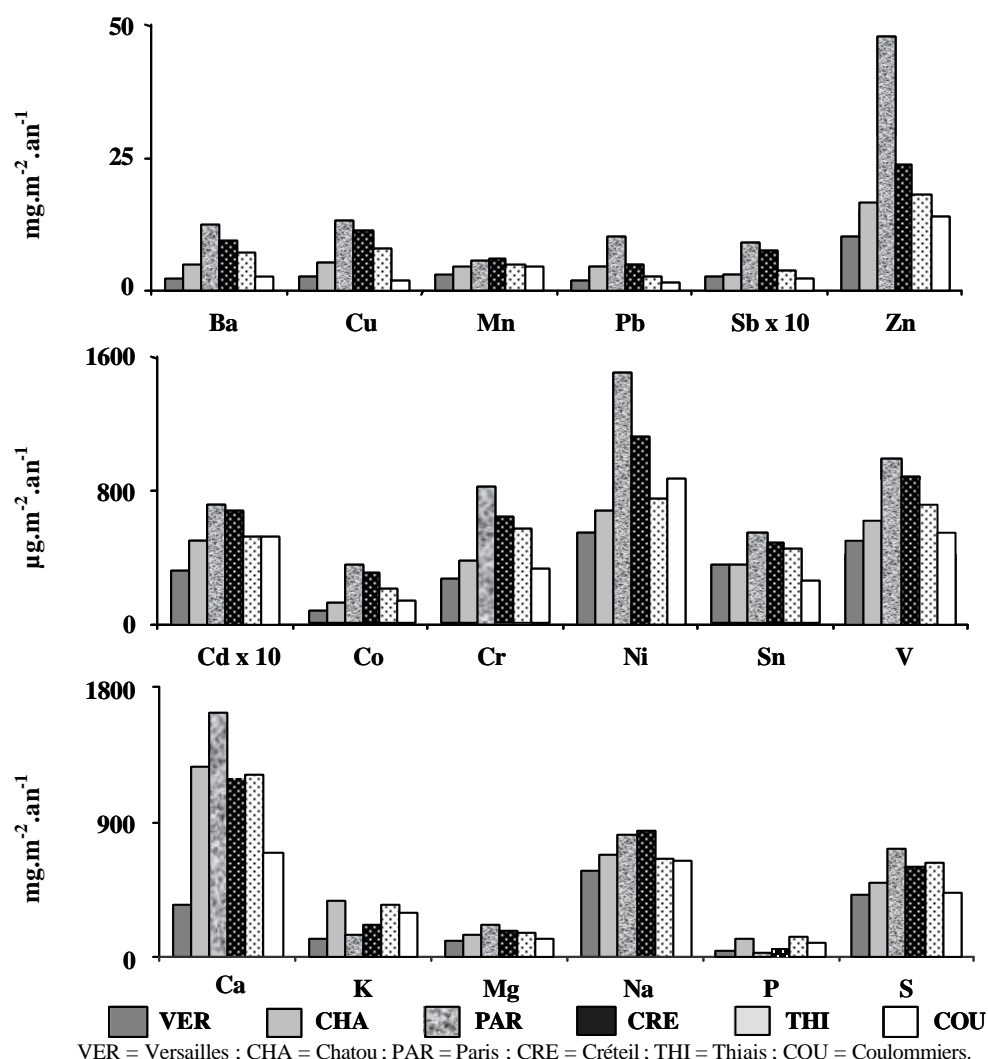 50
mg.m-2.an-1
25
0
Ba Cu Mn Pb Sb x 10 Zn
1600
µg.m-2.an-1
800
0
Cd x 10 Co Cr Ni Sn V
1800
mg.m-2.an-1
900
0
Ca K Mg Na P S
VER CHA PAR CRE THI COU
VER = Versailles ; CHA = Chatou ; PAR = Paris ; CRE = Créteil ; THI = Thiais ; COU = Coulommiers.